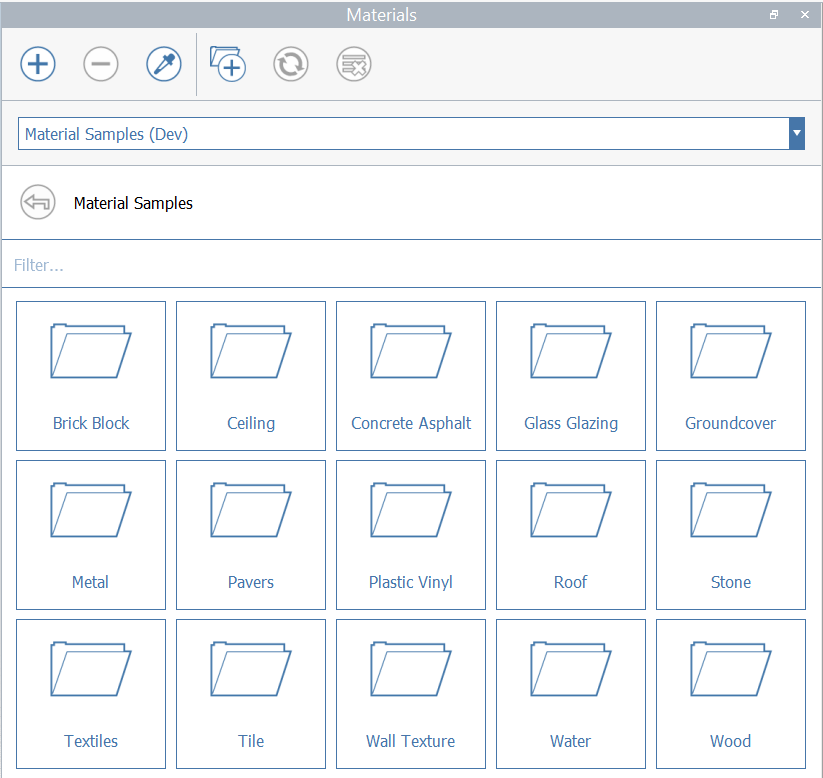 Materials
Material Samples (Dev)
Material Samples
Filter...
Brick Block
Ceiling
Concrete Asphalt
Glass Glazing
Groundcover
Metal
Pavers
Plastic Vinyl
Roof
Stone
Textiles
Tile
Wall Texture
Water
Wood